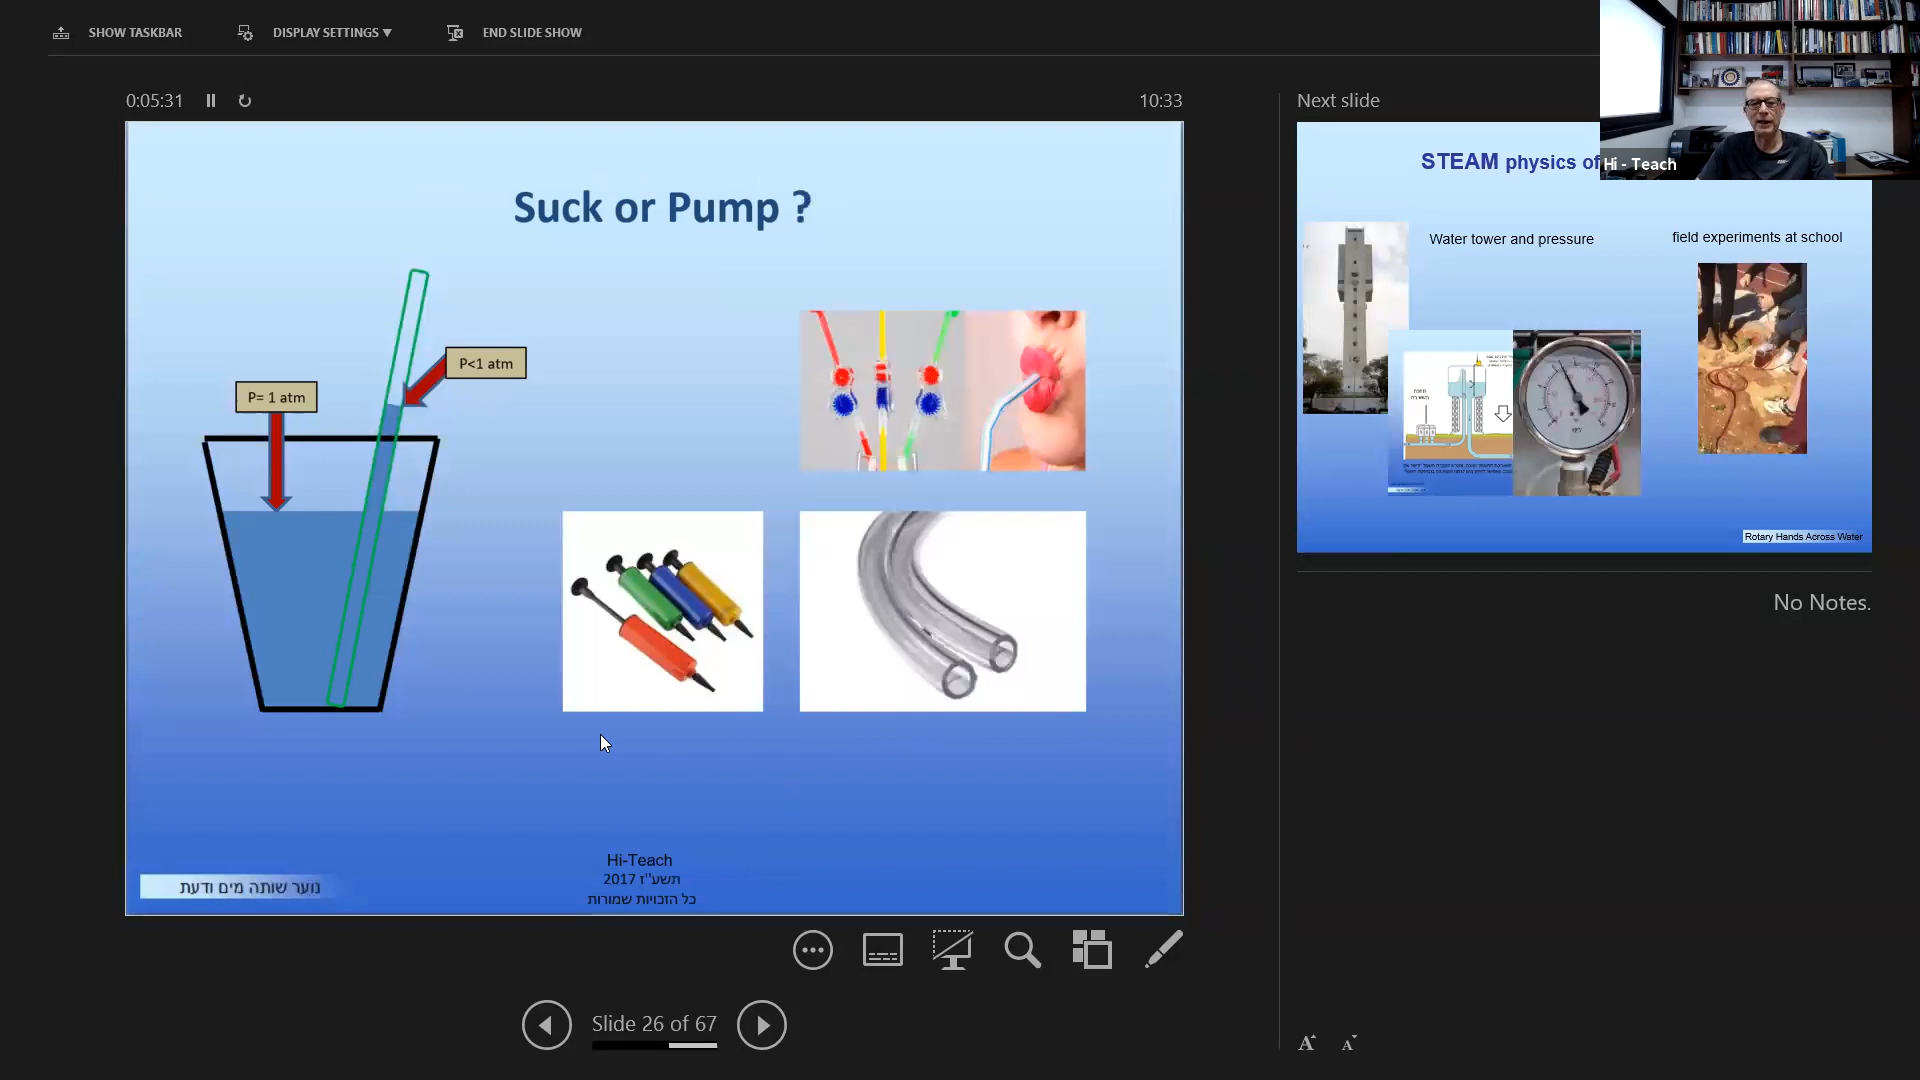 SHOW TASKBAR
DISPLAY SETTINGS ▼
END SLIDE SHOW
0:05:31
10:33
Next slide
Suck or Pump ?
P= 1 atm
P<1 atm
נוער שותה מים ודעת
Hi-Teach
תשע''ז 2017
כל הזכויות שמורות
STEAM physics of
Hi - Teach
Water tower and pressure
field experiments at school
Rotary Hands Across Water
No Notes.
Slide 26 of 67